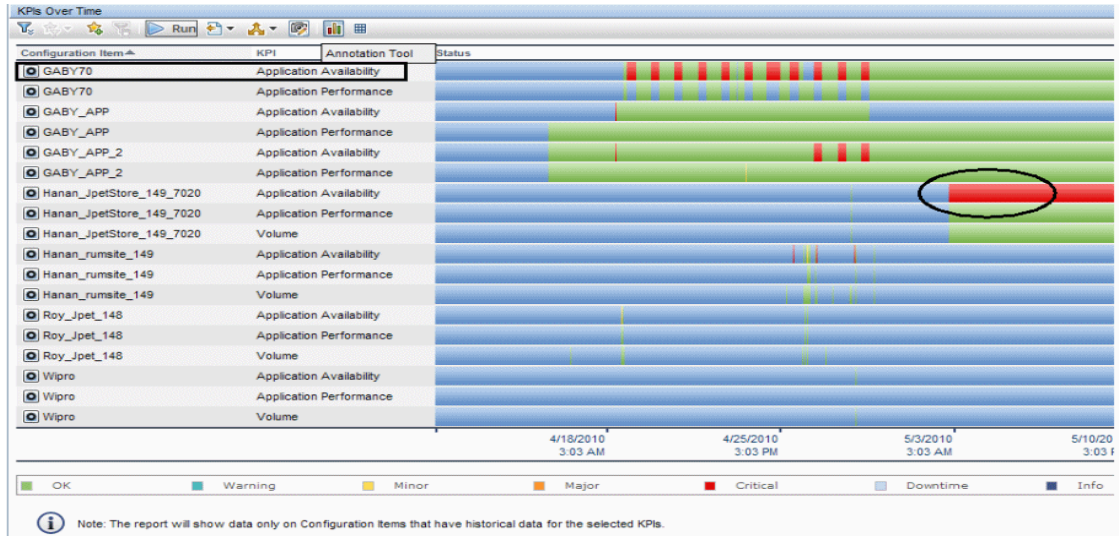 KPIs Over Time
Run
Configuration Item KPI Annotation Tool Status
GABY70 Application Availability
GABY70 Application Performance
GABY_APP Application Availability
GABY_APP Application Performance
GABY_APP_2 Application Availability
GABY_APP_2 Application Performance
Hanan_JpetStore_149_7020 Application Availability
Hanan_JpetStore_149_7020 Application Performance
Hanan_JpetStore_149_7020 Volume
Hanan_rumsite_149 Application Availability
Hanan_rumsite_149 Application Performance
Hanan_rumsite_149 Volume
Roy_Jpet_148 Application Availability
Roy_Jpet_148 Application Performance
Roy_Jpet_148 Volume
Wipro Application Availability
Wipro Application Performance
Wipro Volume
4/18/2010 4/25/2010 5/3/2010 5/10/20
3:03 AM 3:03 PM 3:03 AM 3:03
OK Warning Minor Major Critical Downtime Info
Note: The report will show data only on Configuration Items that have historical data for the selected KPIs.